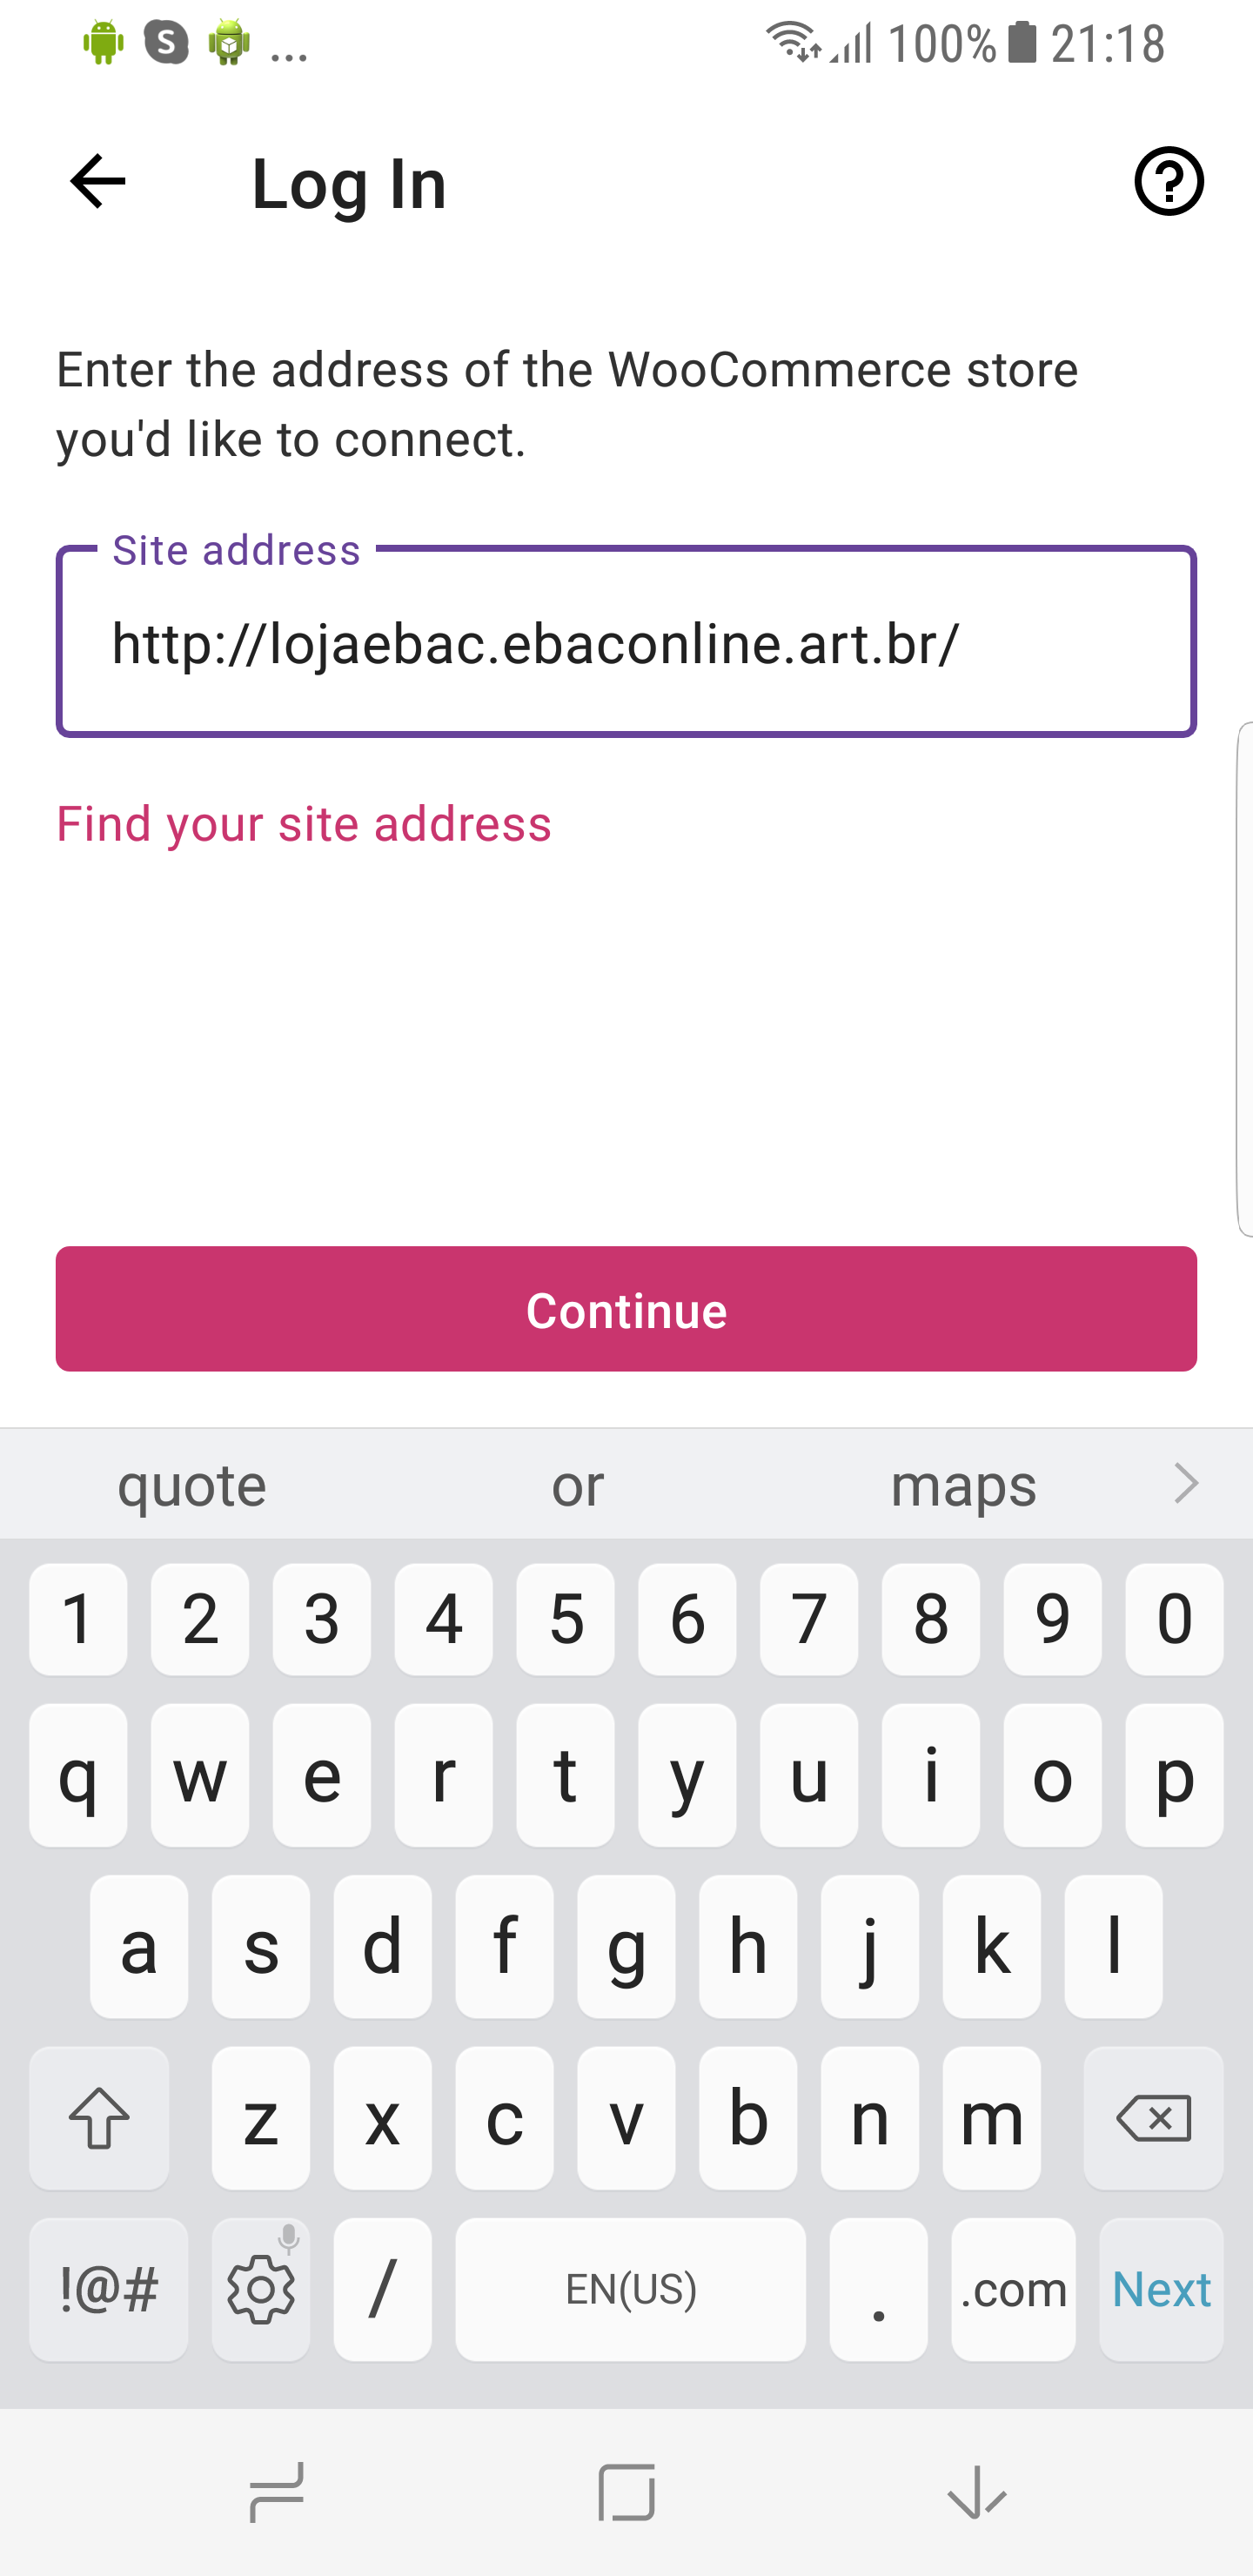 S ... 100% 21:18
Log In
Enter the address of the WooCommerce store
you'd like to connect.
Site address
http://lojaebac.ebaconline.art.br/
Find your site address
Continue
quote or maps
1 2 3 4 5 6 7 8 9 0
q w e r t y u i o p
a s d f g h j k l
z x c v b n m
!@# / EN(US) . .com Next